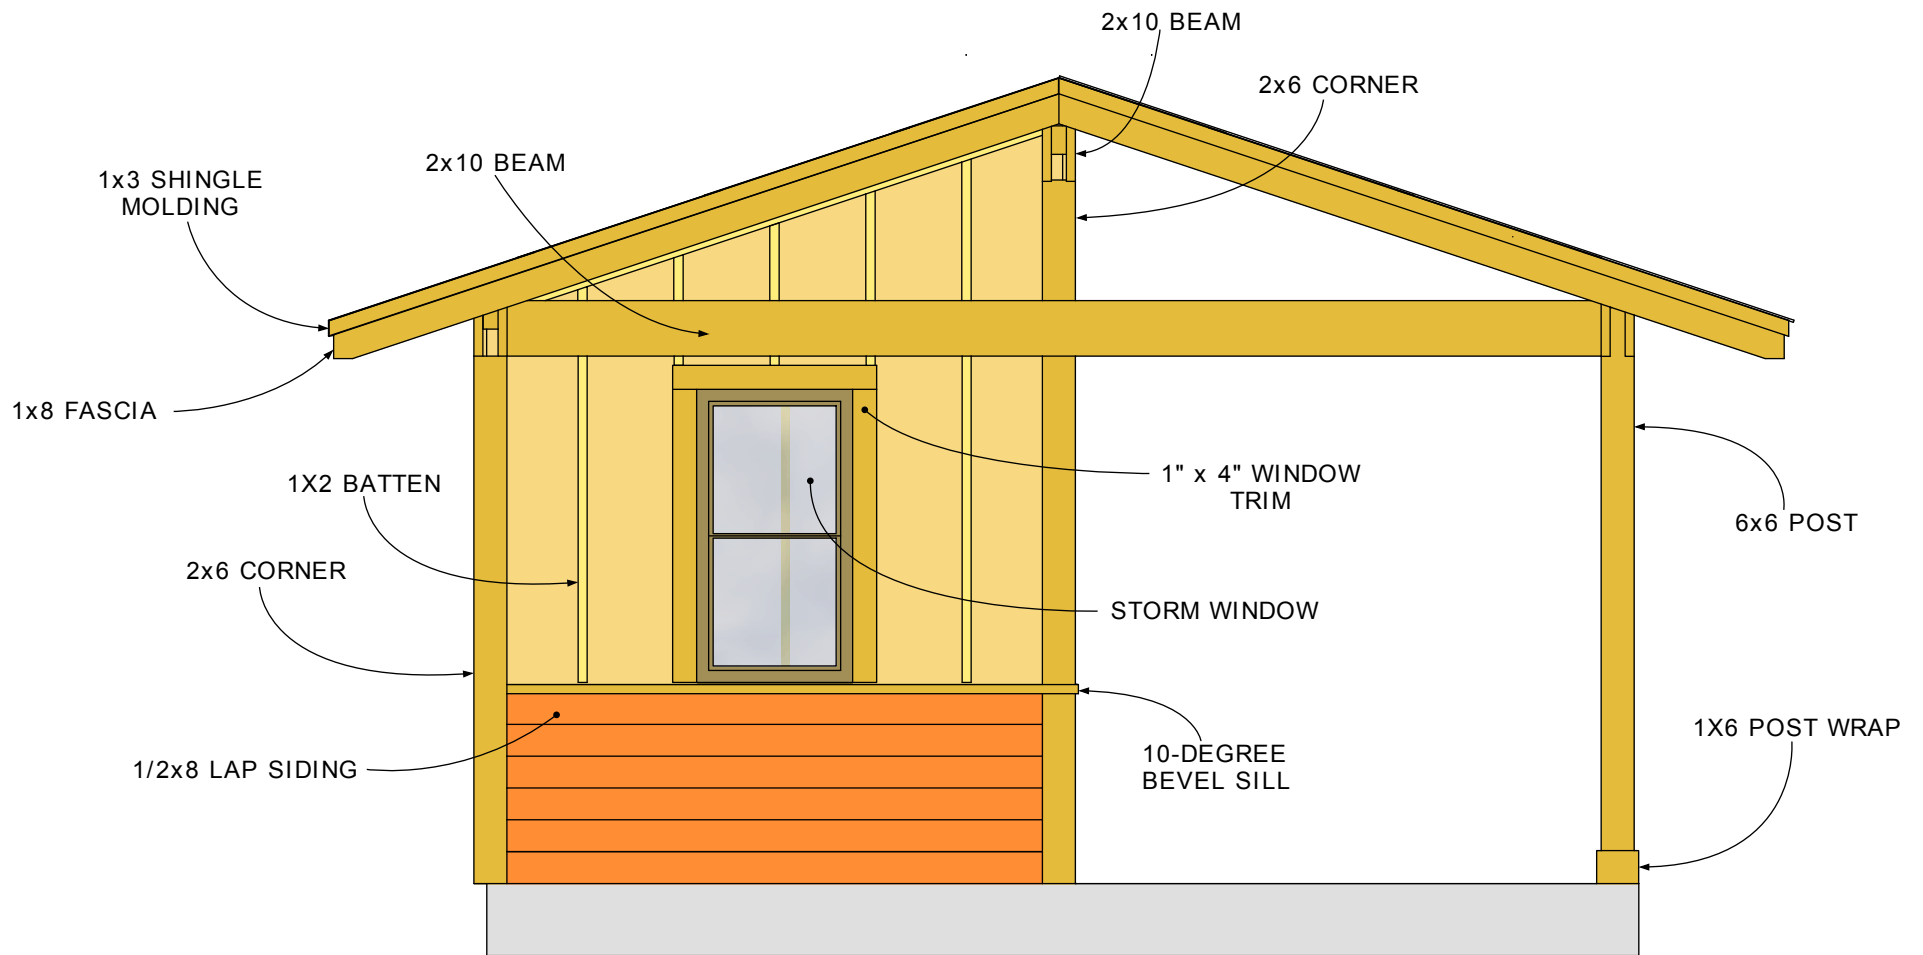 2x10 BEAM
2x6 CORNER
2x10 BEAM
1x3 SHINGLE
MOLDING
1x8 FASCIA
1X2 BATTEN
1" x 4" WINDOW
TRIM
6x6 POST
2x6 CORNER
STORM WINDOW
1X6 POST WRAP
10-DEGREE
BEVEL SILL
1/2x8 LAP SIDING